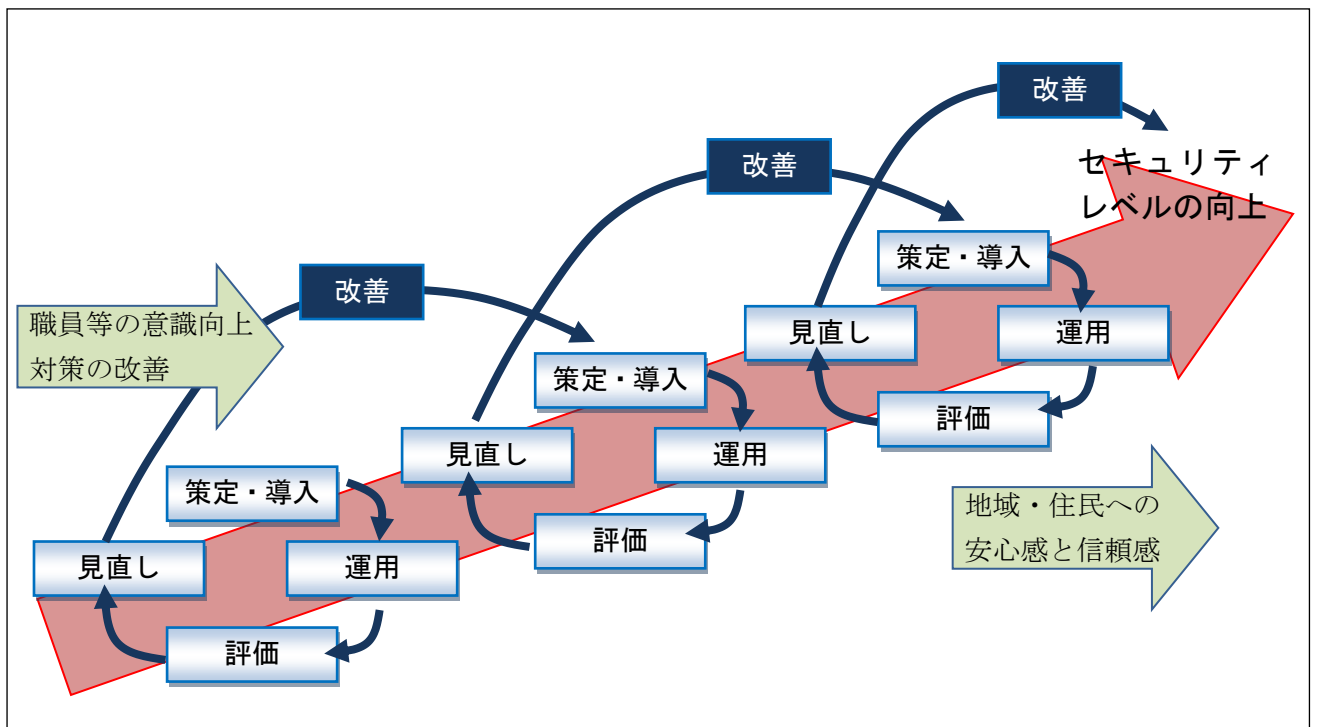 改善
改善
改善
セキュリティ
レベルの向上
職員等の意識向上
対策の改善
策定・導入
運用
評価
見直し
策定・導入
運用
評価
見直し
策定・導入
運用
評価
見直し
地域・住民への
安心感と信頼感